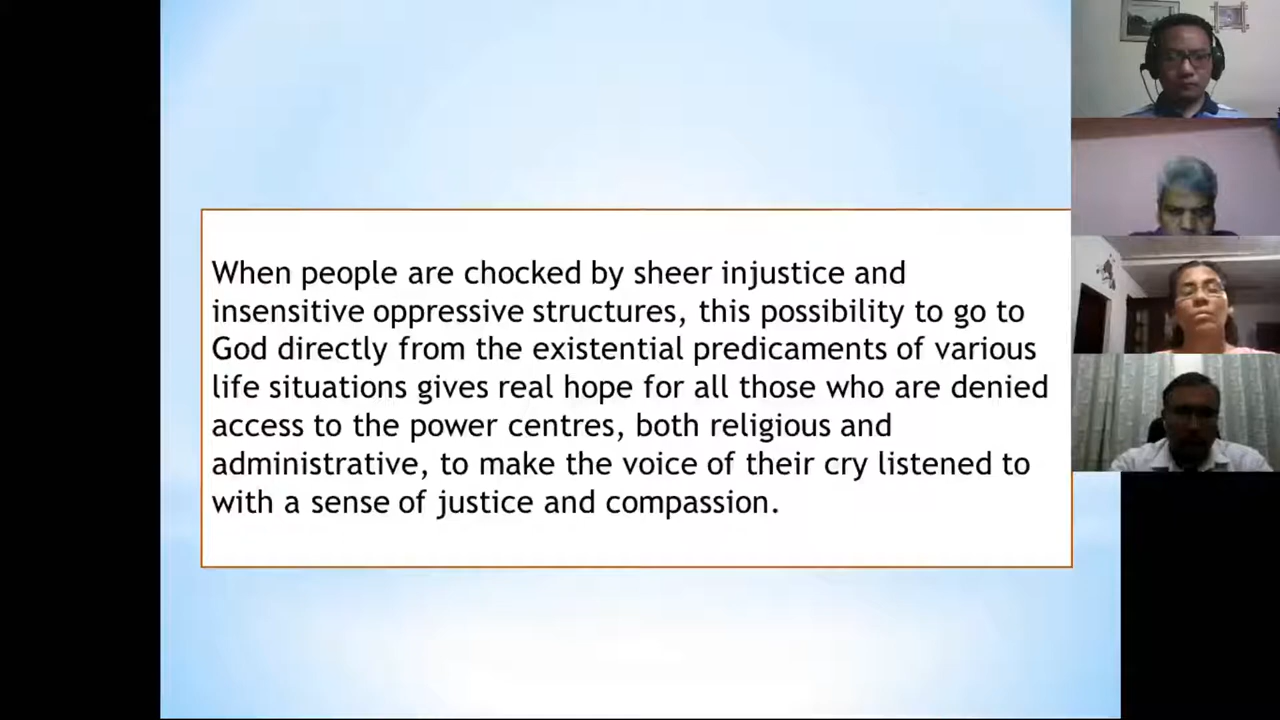 When people are chocked by sheer injustice and
insensitive oppressive structures, this possibility to go to
God directly from the existential predicaments of various
life situations gives real hope for all those who are denied
access to the power centres, both religious and
administrative, to make the voice of their cry listened to
with a sense of justice and compassion.